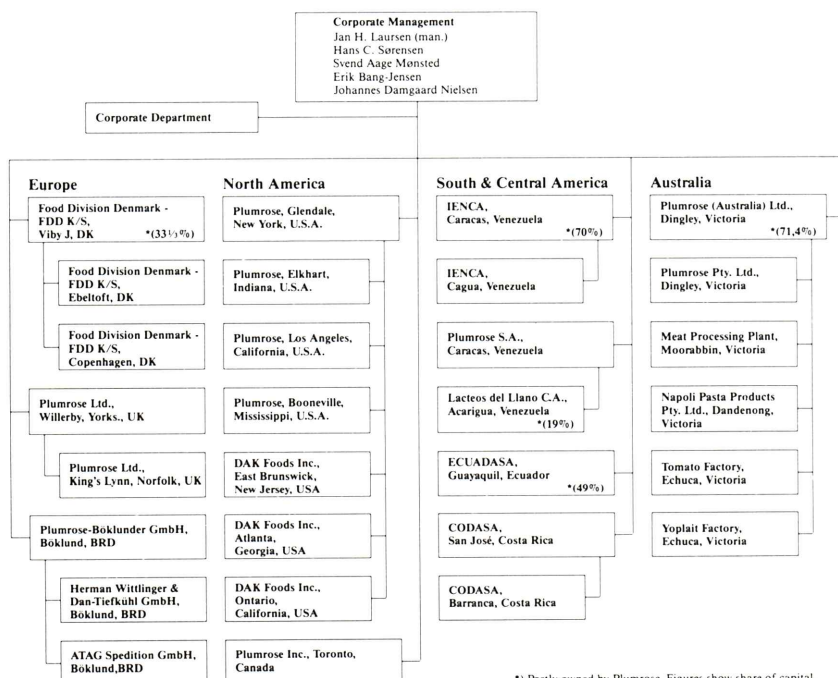 Corporate Management
Jan H. Laursen (man.)
Hans C. Sørensen
Svend Aage Mønsted
Erik Bang-Jensen
Johannes Damgaard Nielsen
Corporate Department
Europe
Food Division Denmark -
FDD K/S,
Viby J, DK *(33⅓%)
Food Division Denmark -
FDD K/S,
Ebeltoft, DK
Food Division Denmark -
FDD K/S,
Copenhagen, DK
Plumrose Ltd.,
Willerby, Yorks., UK
Plumrose Ltd.,
King's Lynn, Norfolk, UK
Plumrose-Böklunder GmbH,
Böklund, BRD
Herman Wittlinger &
Dan-Tiefkühl GmbH,
Böklund, BRD
ATAG Spedition GmbH,
Böklund,BRD
North America
Plumrose, Glendale,
New York, U.S.A.
Plumrose, Elkhart,
Indiana, U.S.A.
Plumrose, Los Angeles,
California, U.S.A.
Plumrose, Booneville,
Mississippi, U.S.A.
DAK Foods Inc.,
East Brunswick,
New Jersey, USA
DAK Foods Inc.,
Atlanta,
Georgia, USA
DAK Foods Inc.,
Ontario,
California, USA
Plumrose Inc., Toronto,
Canada
South & Central America
IENCA,
Caracas, Venezuela
*(70%)
IENCA,
Cagua, Venezuela
Plumrose S.A.,
Caracas, Venezuela
Lacteos del Llano C.A.,
Acarigua, Venezuela
*(19%)
ECUADASA,
Guayaquil, Ecuador
*(49%)
CODASA,
San José, Costa Rica
CODASA,
Barranca, Costa Rica
Australia
Plumrose (Australia) Ltd.,
Dingley, Victoria
*(71,4%)
Plumrose Pty. Ltd.,
Dingley, Victoria
Meat Processing Plant,
Moorabbin, Victoria
Napoli Pasta Products
Pty. Ltd., Dandenong,
Victoria
Tomato Factory,
Echuca, Victoria
Yoplait Factory,
Echuca, Victoria
*) Partly owned by Plumrose. Figures show share of capital